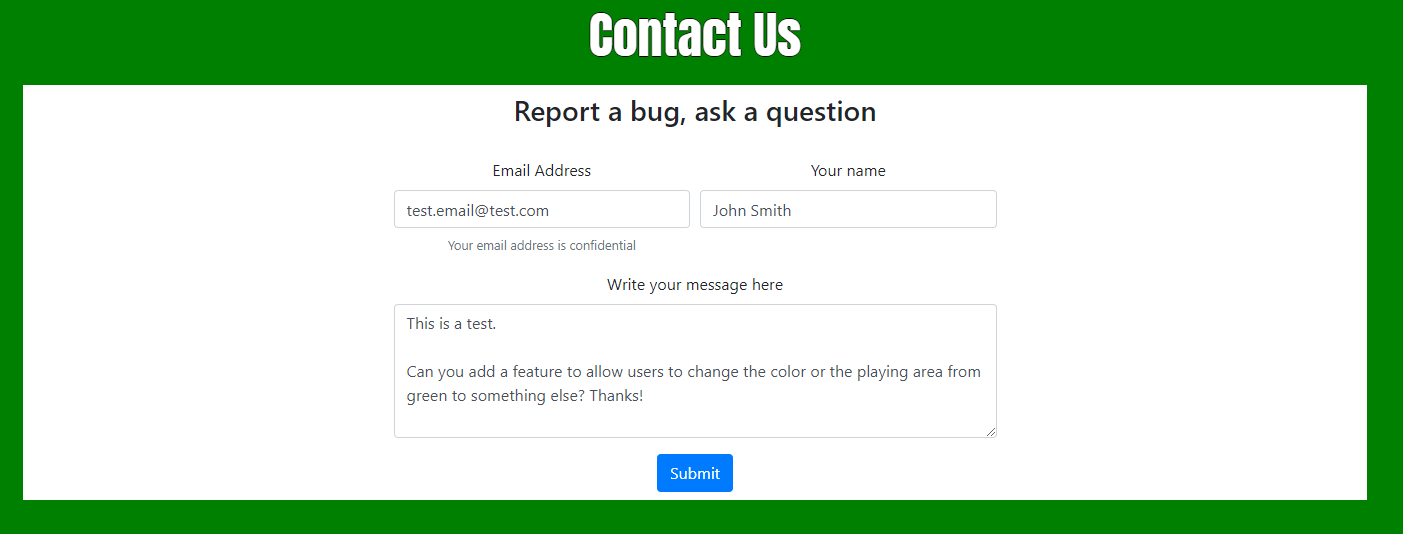 Contact Us
Report a bug, ask a question
Email Address
Your name
test.email@test.com
John Smith
Your email address is confidential
Write your message here
This is a test.
Can you add a feature to allow users to change the color or the playing area from
green to something else? Thanks!
Submit